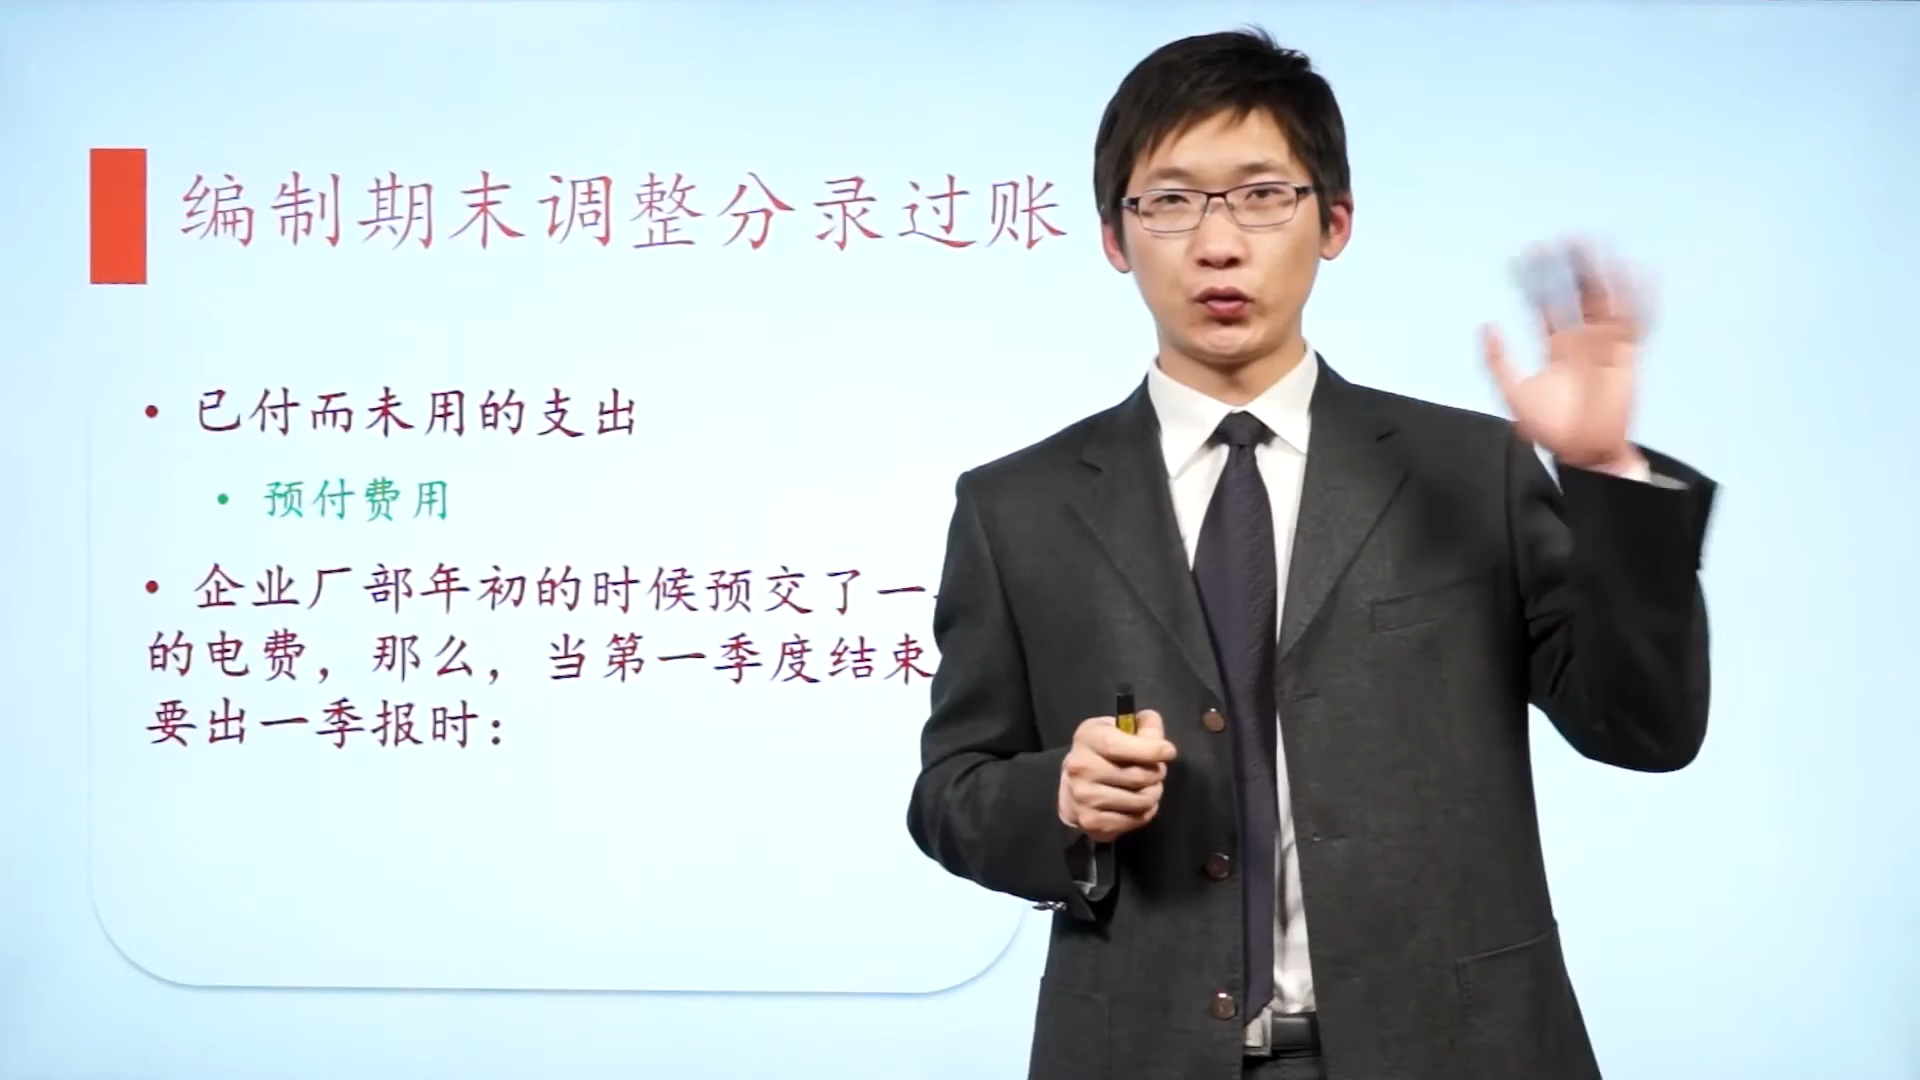 编制期末调整分录过账
• 已付而未用的支出
• 预付费用
• 企业厂部年初的时候预交了一
的电费，那么，当第一季度结束
要出一季报时：